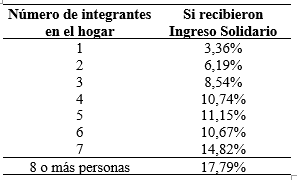 Número de integrantes Si recibieron
en el hogar Ingreso Solidario
1 3,36%
2 6,19%
3 8,54%
4 10,74%
5 11,15%
6 10,67%
7 14,82%
8 o más personas 17,79%